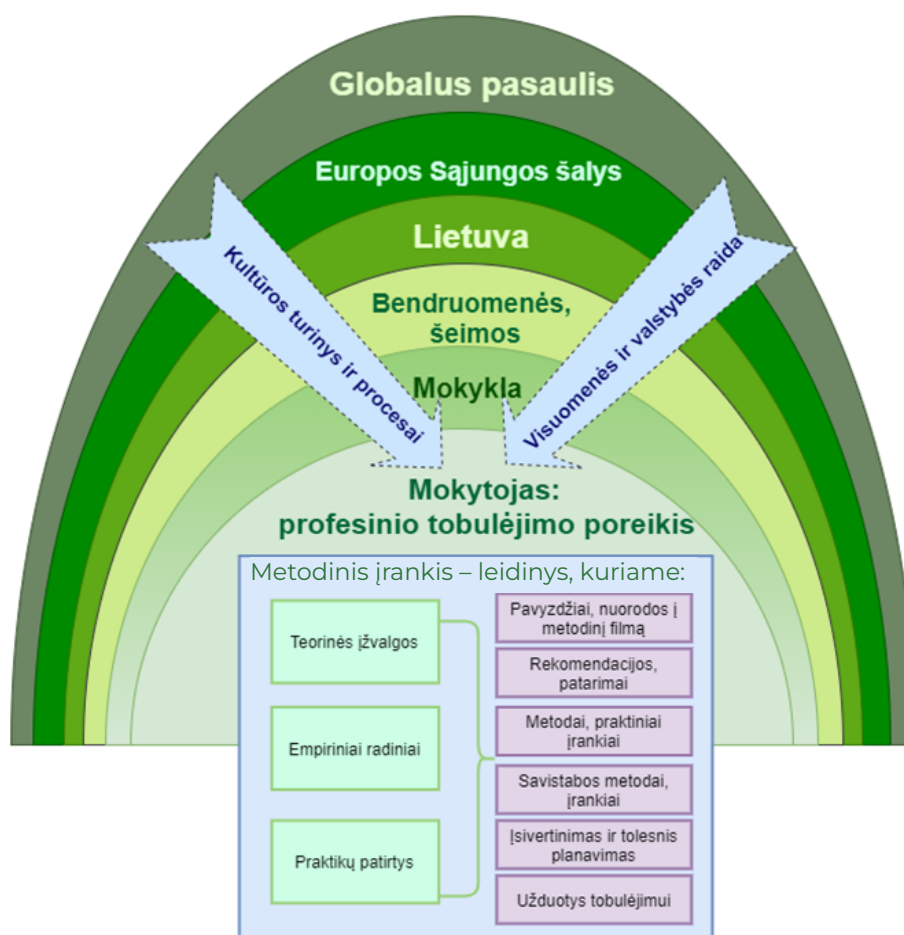 Globalus pasaulis
Europos Sąjungos šalys
Lietuva
Bendruomenės,
šeimos
Mokykla
Kultūros turinys ir procesai
Visuomenės ir valstybės raida
Mokytojas:
profesinio tobulėjimo poreikis
Metodinis įrankis – leidinys, kuriame:
Teorinės įžvalgos
Empiriniai radiniai
Praktikų patirtys
Pavyzdžiai, nuorodos į
metodinį filmą
Rekomendacijos,
patarimai
Metodai, praktiniai
įrankiai
Savistabos metodai,
įrankiai
Įsivertinimas ir tolesnis
planavimas
Užduotys tobulėjimui